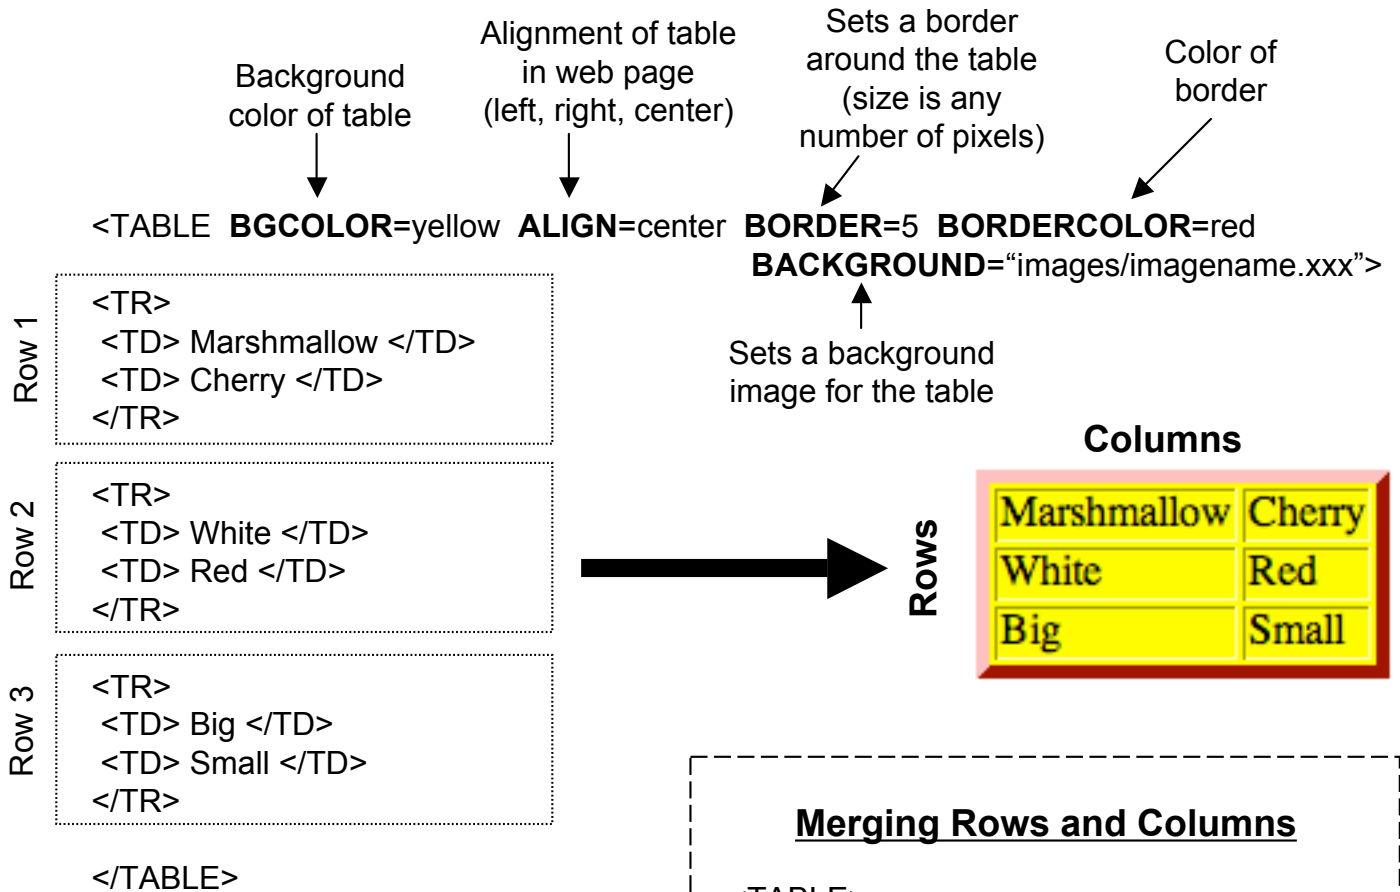 Background
color of table
Alignment of table
in web page
(left, right, center)
Sets a border
around the table
(size is any
number of pixels)
Color of
border
<TABLE BGCOLOR=yellow ALIGN=center BORDER=5 BORDERCOLOR=red
BACKGROUND=“images/imagename.xxx”>
Sets a background
image for the table
Row 1
<TR>
<TD> Marshmallow </TD>
<TD> Cherry </TD>
</TR>
Row 2
<TR>
<TD> White </TD>
<TD> Red </TD>
</TR>
Row 3
<TR>
<TD> Big </TD>
<TD> Small </TD>
</TR>
</TABLE>
Columns
Rows
Marshmallow Cherry
White Red
Big Small
Merging Rows and Columns
<TABLE>